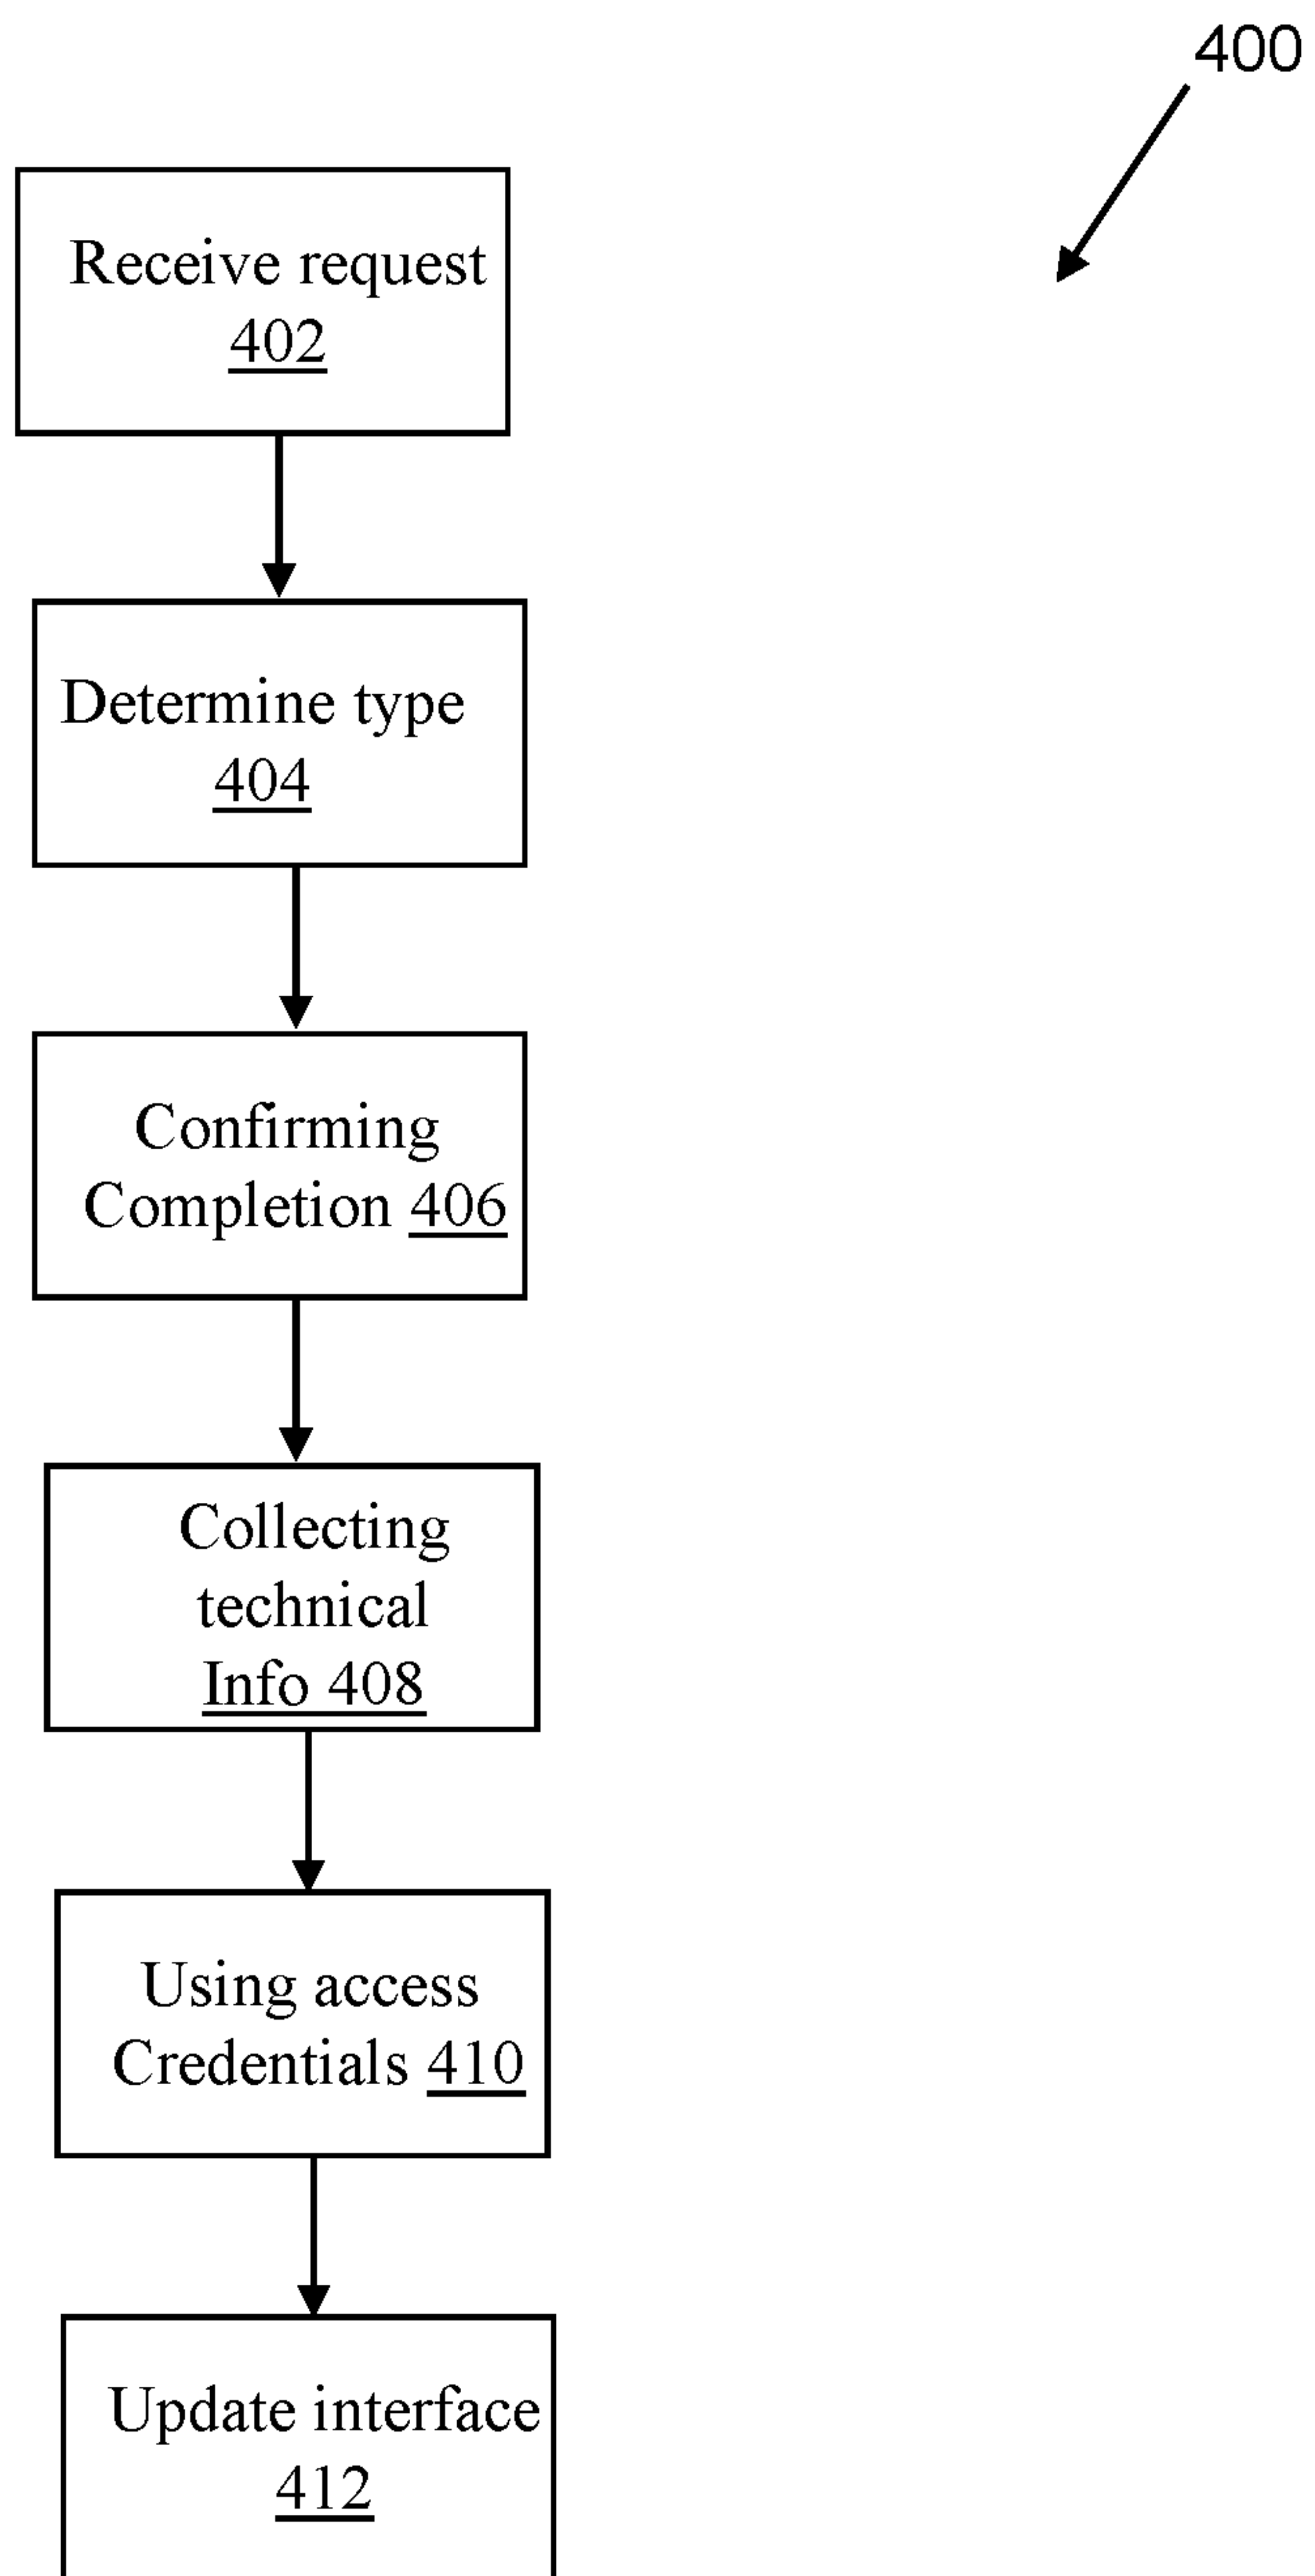 400
Receive request
402
Determine type
404
Confirming
Completion 406
Collecting
technical
Info 408
Using access
Credentials 410
Update interface
412